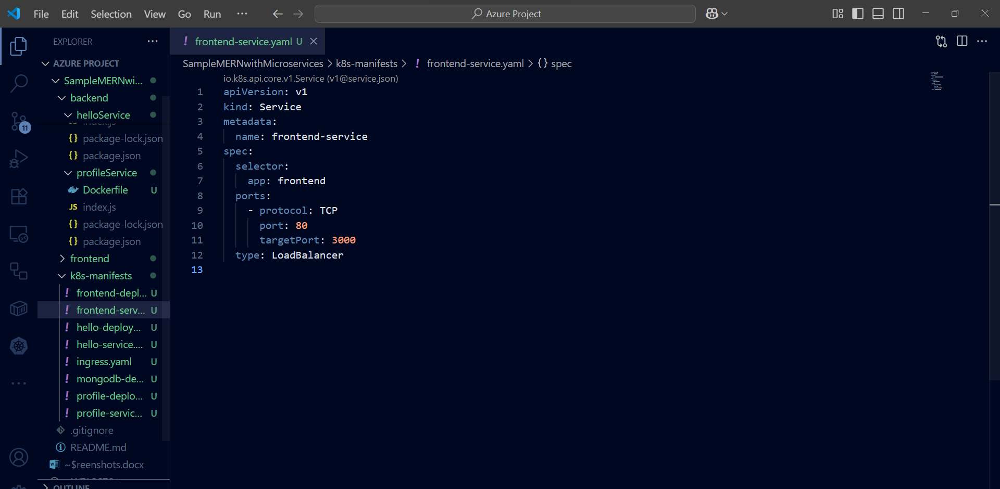 File Edit Selection View Go Run ···
Azure Project
EXPLORER ···
AZURE PROJECT
SampleMERNwi...
backend
helloService
index.js
{} package-lock.json
{} package.json
profileService
Dockerfile U
JS index.js
{} package-lock.json
{} package.json
frontend
k8s-manifests
! frontend-depl... U
! frontend-serv... U
! hello-deploy... U
! hello-service.... U
! ingress.yaml U
! mongodb-de... U
! profile-deplo... U
! profile-servic... U
.gitignore
README.md
~$reenshots.docx
OUTLINE
11
! frontend-service.yaml U
SampleMERNwithMicroservices > k8s-manifests > ! frontend-service.yaml > {} spec
io.k8s.api.core.v1.Service (v1@service.json)
1 apiVersion: v1
2 kind: Service
3 metadata:
4 name: frontend-service
5 spec:
6 selector:
7 app: frontend
8 ports:
9 - protocol: TCP
10 port: 80
11 targetPort: 3000
12 type: LoadBalancer
13